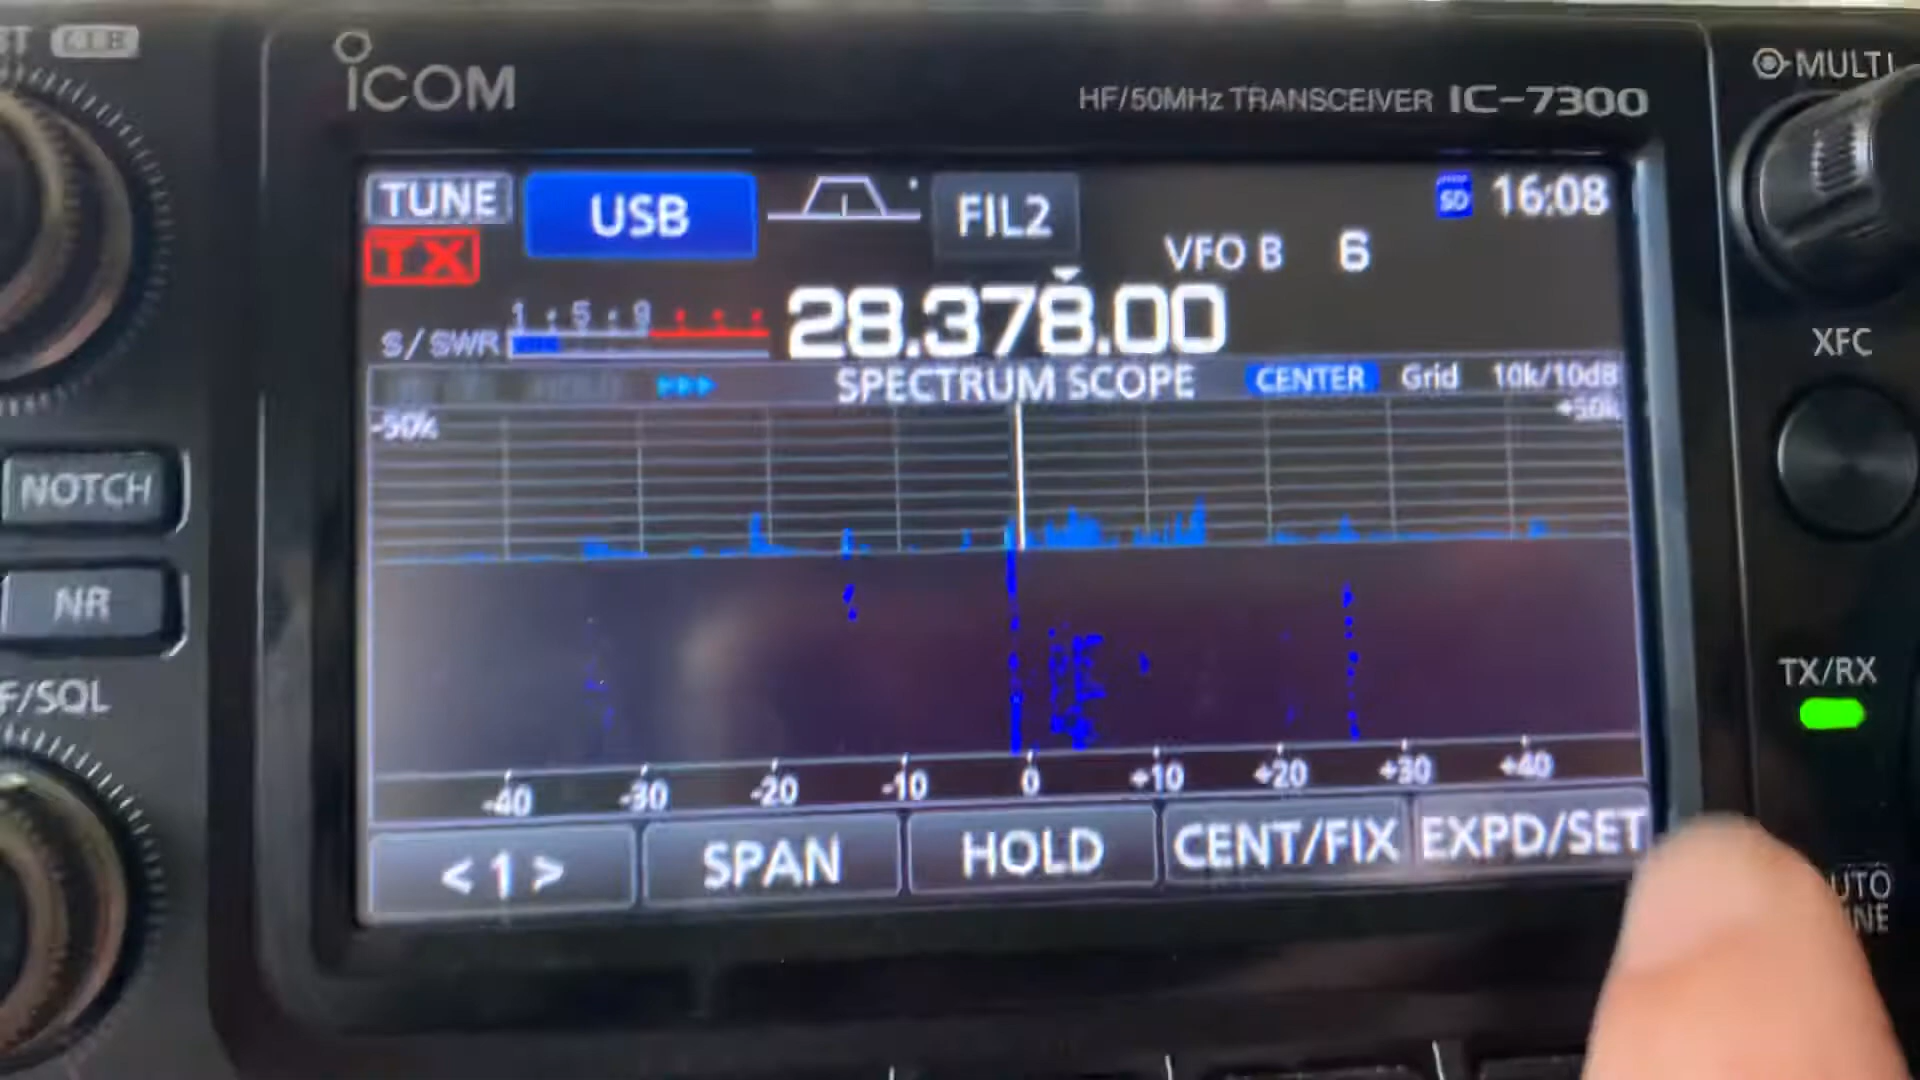 ICOM
HF/50MHz TRANSCEIVER IC-7300
MULTI
TUNE USB FIL2 SD 16:08
TX VFO B 6
1 5 9 28.378.00
S/SWR
XFC
SPECTRUM SCOPE CENTER Grid 10k/10dB
-50k +50k
NOTCH
NR
F/SQL
TX/RX
-40 -30 -20 -10 0 +10 +20 +30 +40
<1> SPAN HOLD CENT/FIX EXPD/SET
UTO
NE